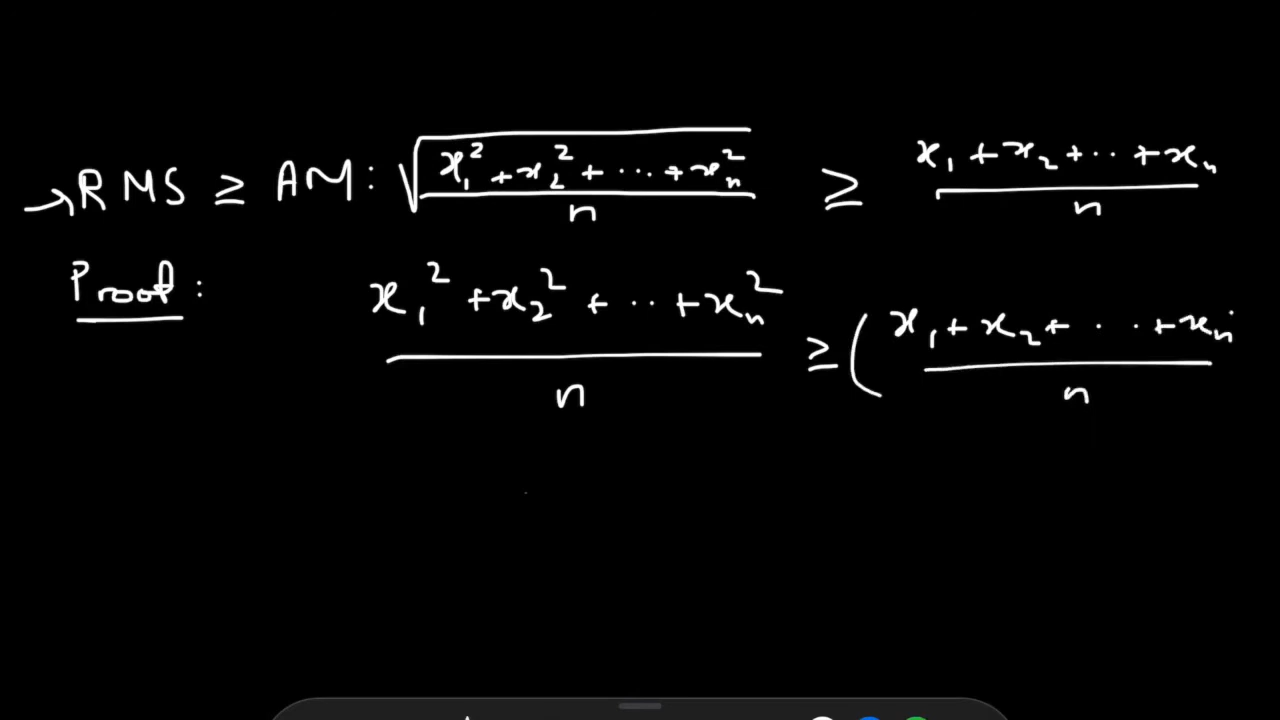 → RMS ≥ AM: √((x₁² + x₂² + ... + xₙ²)/n) ≥ (x₁ + x₂ + ... + xₙ)/n
Proof: (x₁² + x₂² + ... + xₙ²)/n ≥ ((x₁ + x₂ + ... + xₙ)/n